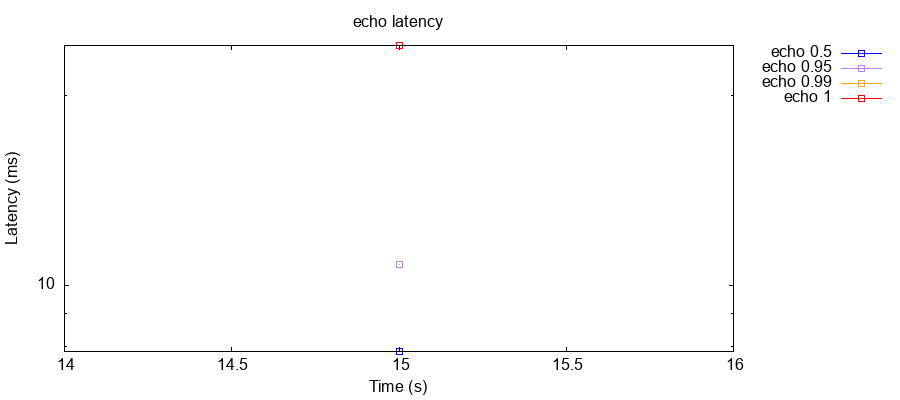 echo latency
echo 0.5
echo 0.95
echo 0.99
echo 1
Latency (ms)
10
14
14.5
15
15.5
16
Time (s)